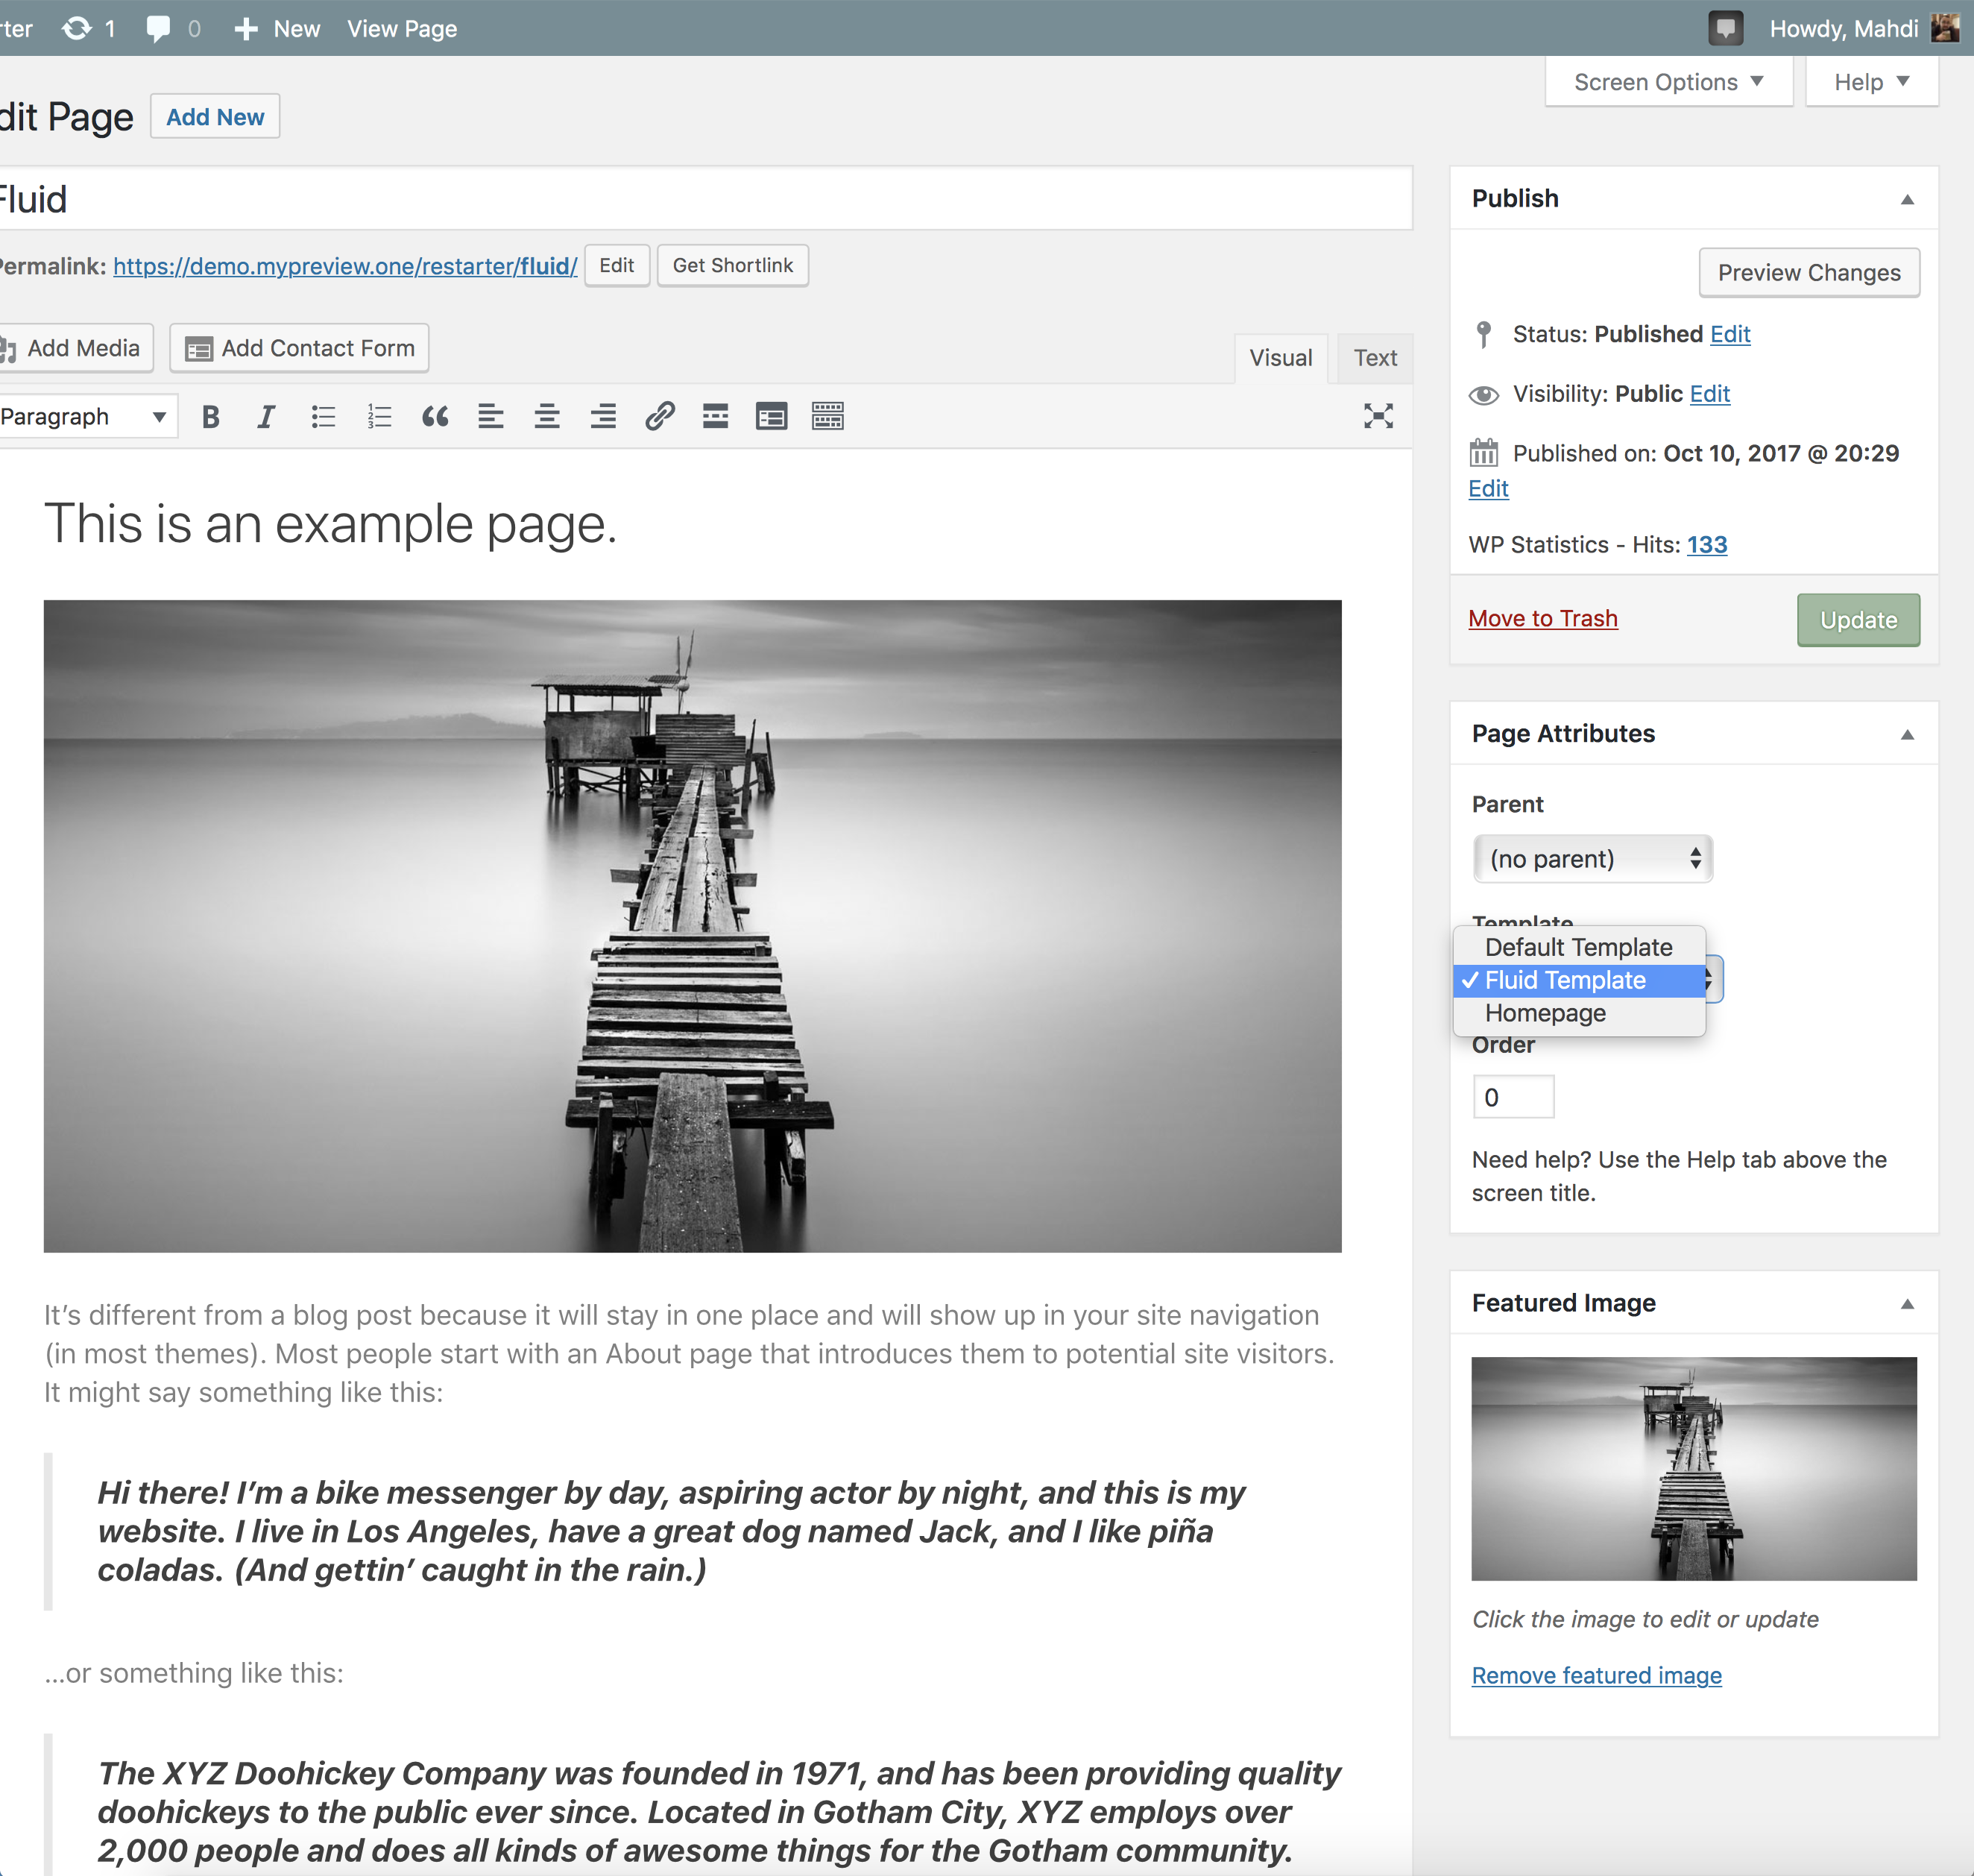 rter 1 0 New View Page Howdy, Mahdi
Screen Options Help
dit Page Add New
Fluid
Permalink: https://demo.mypreview.one/restarter/fluid/ Edit Get Shortlink
Add Media Add Contact Form
Visual Text
Paragraph B I
This is an example page.
It’s different from a blog post because it will stay in one place and will show up in your site navigation
(in most themes). Most people start with an About page that introduces them to potential site visitors.
It might say something like this:
Hi there! I’m a bike messenger by day, aspiring actor by night, and this is my
website. I live in Los Angeles, have a great dog named Jack, and I like piña
coladas. (And gettin’ caught in the rain.)
…or something like this:
The XYZ Doohickey Company was founded in 1971, and has been providing quality
doohickeys to the public ever since. Located in Gotham City, XYZ employs over
2,000 people and does all kinds of awesome things for the Gotham community.
Publish
Preview Changes
Status: Published Edit
Visibility: Public Edit
Published on: Oct 10, 2017 @ 20:29
Edit
WP Statistics - Hits: 133
Move to Trash Update
Page Attributes
Parent
(no parent)
Template
Default Template
Fluid Template
Homepage
Order
0
Need help? Use the Help tab above the
screen title.
Featured Image
Click the image to edit or update
Remove featured image